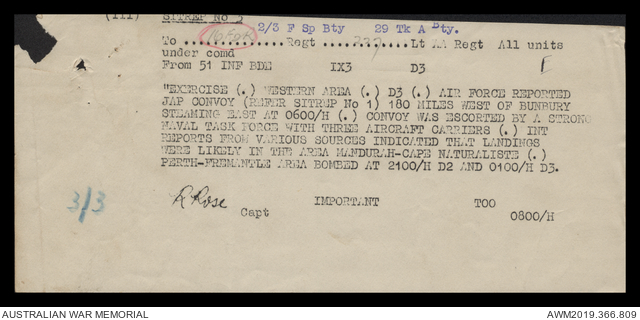 (III) SITREP No 3
2/3 F Sp Bty 29 Tk A Bty.
To ................Regt ............Lt AA Regt All units
under comd
From 51 INF BDE IX3 D3
"EXERCISE (.) WESTERN AREA (.) D3 (.) AIR FORCE REPORTED
JAP CONVOY (REFER SITREP No 1) 180 MILES WEST OF BUNBURY
STEAMING EAST AT 0600/H (.) CONVOY WAS ESCORTED BY A STRONG
NAVAL TASK FORCE WITH THREE AIRCRAFT CARRIERS (.) INT
REPORTS FROM VARIOUS SOURCES INDICATED THAT LANDINGS
WERE LIKELY IN THE AREA MANDURAH-CAPE NATURALISTE (.)
PERTH-FREMANTLE AREA BOMBED AT 2100/H D2 AND 0100/H D3.
3/3
R Rose IMPORTANT TOO
Capt
0800/H
AUSTRALIAN WAR MEMORIAL AWM2019.366.809